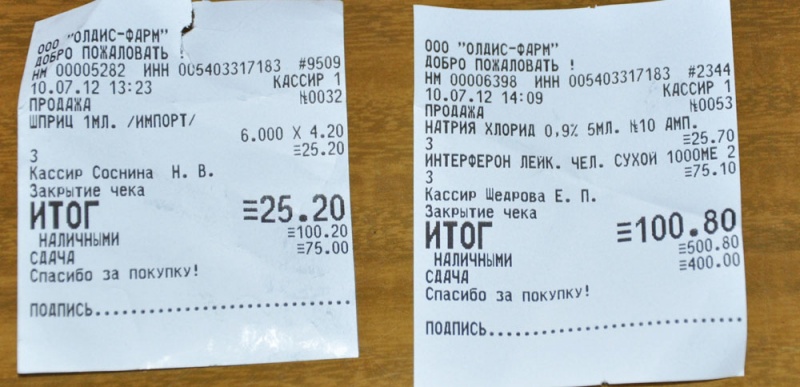 ООО "ОЛДИС-ФАРМ"
ДОБРО ПОЖАЛОВАТЬ !
НМ 00005282 ИНН 005403317183 #9509
10.07.12 13:23 КАССИР 1
ПРОДАЖА №0032
ШПРИЦ 1МЛ. /ИМПОРТ/
6.000 X 4.20
3 ≡25.20
Кассир Соснина Н. В.
Закрытие чека
ИТОГ ≡25.20
НАЛИЧНЫМИ ≡100.20
СДАЧА ≡75.00
Спасибо за покупку!
ПОДПИСЬ..............................
ООО "ОЛДИС-ФАРМ"
ДОБРО ПОЖАЛОВАТЬ !
НМ 00006398 ИНН 005403317183 #2344
10.07.12 14:09 КАССИР 1
ПРОДАЖА №0053
НАТРИЯ ХЛОРИД 0,9% 5МЛ. №10 АМП.
3 ≡25.70
ИНТЕРФЕРОН ЛЕЙК. ЧЕЛ. СУХОЙ 1000МЕ 2
3 ≡75.10
Кассир Щедрова Е. П.
Закрытие чека
ИТОГ ≡100.80
НАЛИЧНЫМИ ≡500.80
СДАЧА ≡400.00
Спасибо за покупку!
ПОДПИСЬ..............................